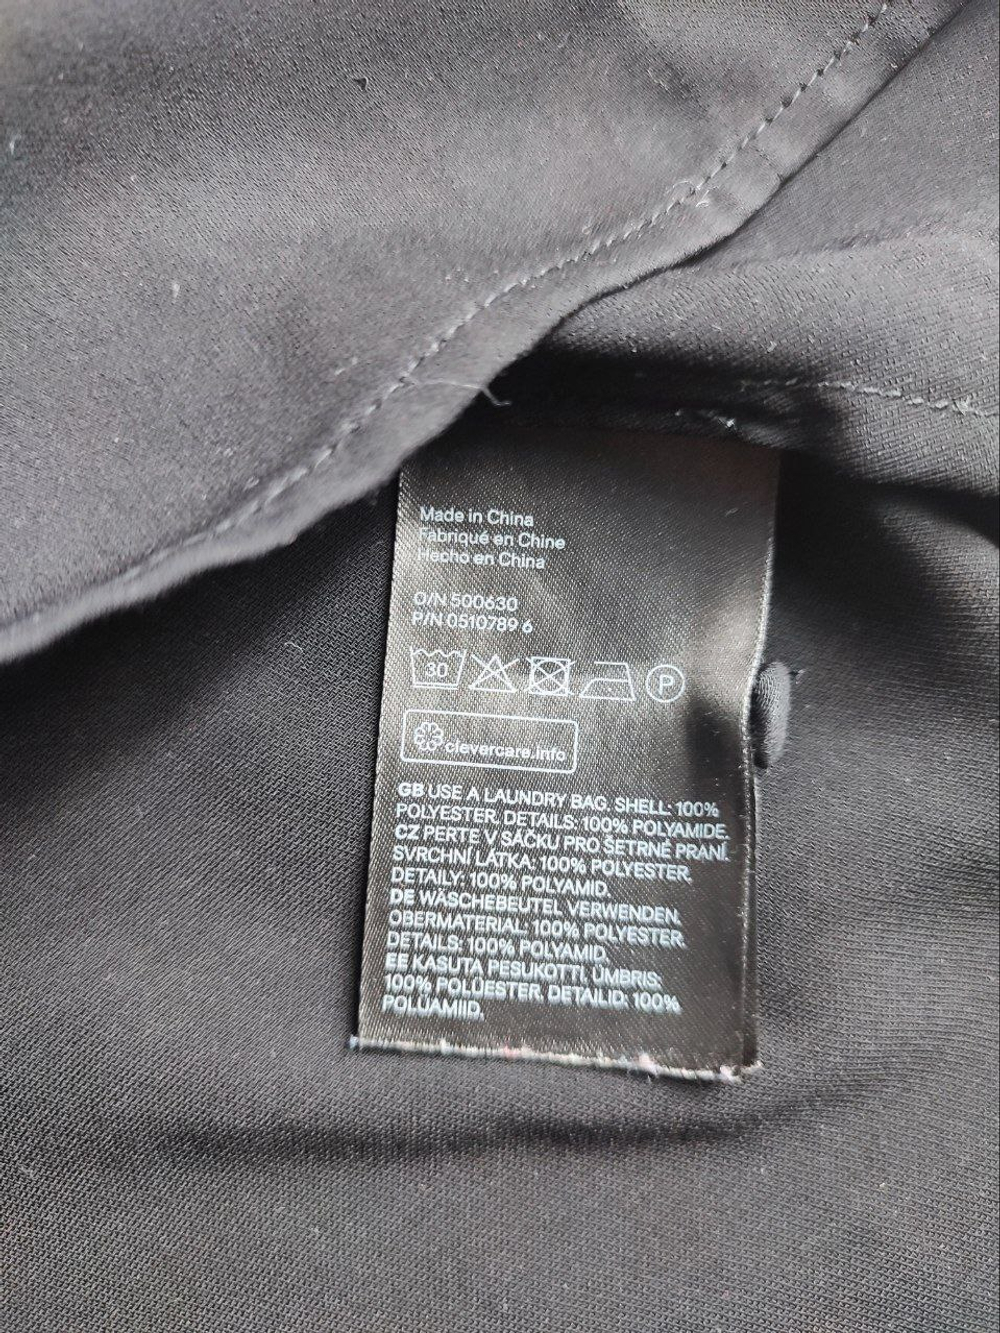 Made in China
Fabriqué en Chine
Hecho en China
O/N 500630
P/N 0510789 6
30 P
clevercare.info
GB USE A LAUNDRY BAG. SHELL: 100%
POLYESTER. DETAILS: 100% POLYAMIDE.
CZ PERTE V SÁČKU PRO ŠETRNÉ PRANÍ.
SVRCHNÍ LÁTKA: 100% POLYESTER.
DETAILY: 100% POLYAMID.
DE WÄSCHEBEUTEL VERWENDEN.
OBERMATERIAL: 100% POLYESTER.
DETAILS: 100% POLYAMID.
EE KASUTA PESUKOTTI. ÜMBRIS:
100% POLÜESTER. DETAILID: 100%
POLÜAMIID.